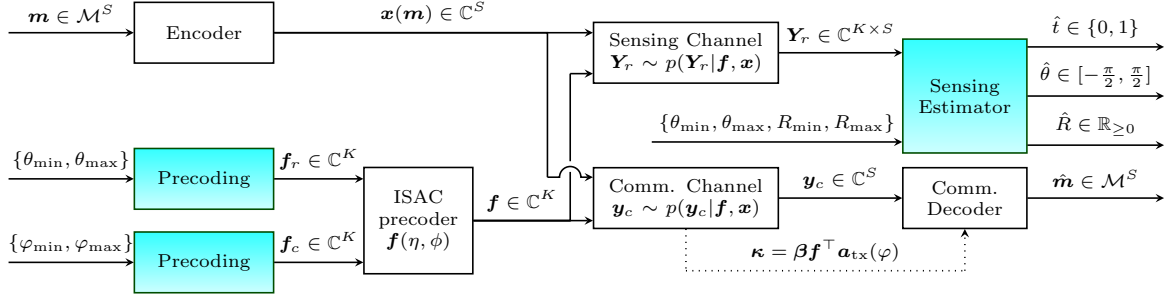 𝒎 ∈ ℳ^S
Encoder
𝒙(𝒎) ∈ ℂ^S
Sensing Channel
𝒀_r ∼ p(𝒀_r|𝒇, 𝒙)
𝒀_r ∈ ℂ^{K×S}
Sensing
Estimator
t̂ ∈ {0, 1}
θ̂ ∈ [−π/2, π/2]
R̂ ∈ ℝ_{≥0}
{θ_min, θ_max, R_min, R_max}
{θ_min, θ_max}
Precoding
𝒇_r ∈ ℂ^K
ISAC
precoder
𝒇(η, ϕ)
𝒇 ∈ ℂ^K
Comm. Channel
𝒚_c ∼ p(𝒚_c|𝒇, 𝒙)
𝒚_c ∈ ℂ^S
Comm.
Decoder
𝒎̂ ∈ ℳ^S
{φ_min, φ_max}
Precoding
𝒇_c ∈ ℂ^K
𝜿 = 𝜷𝒇^⊤𝒂_tx(φ)